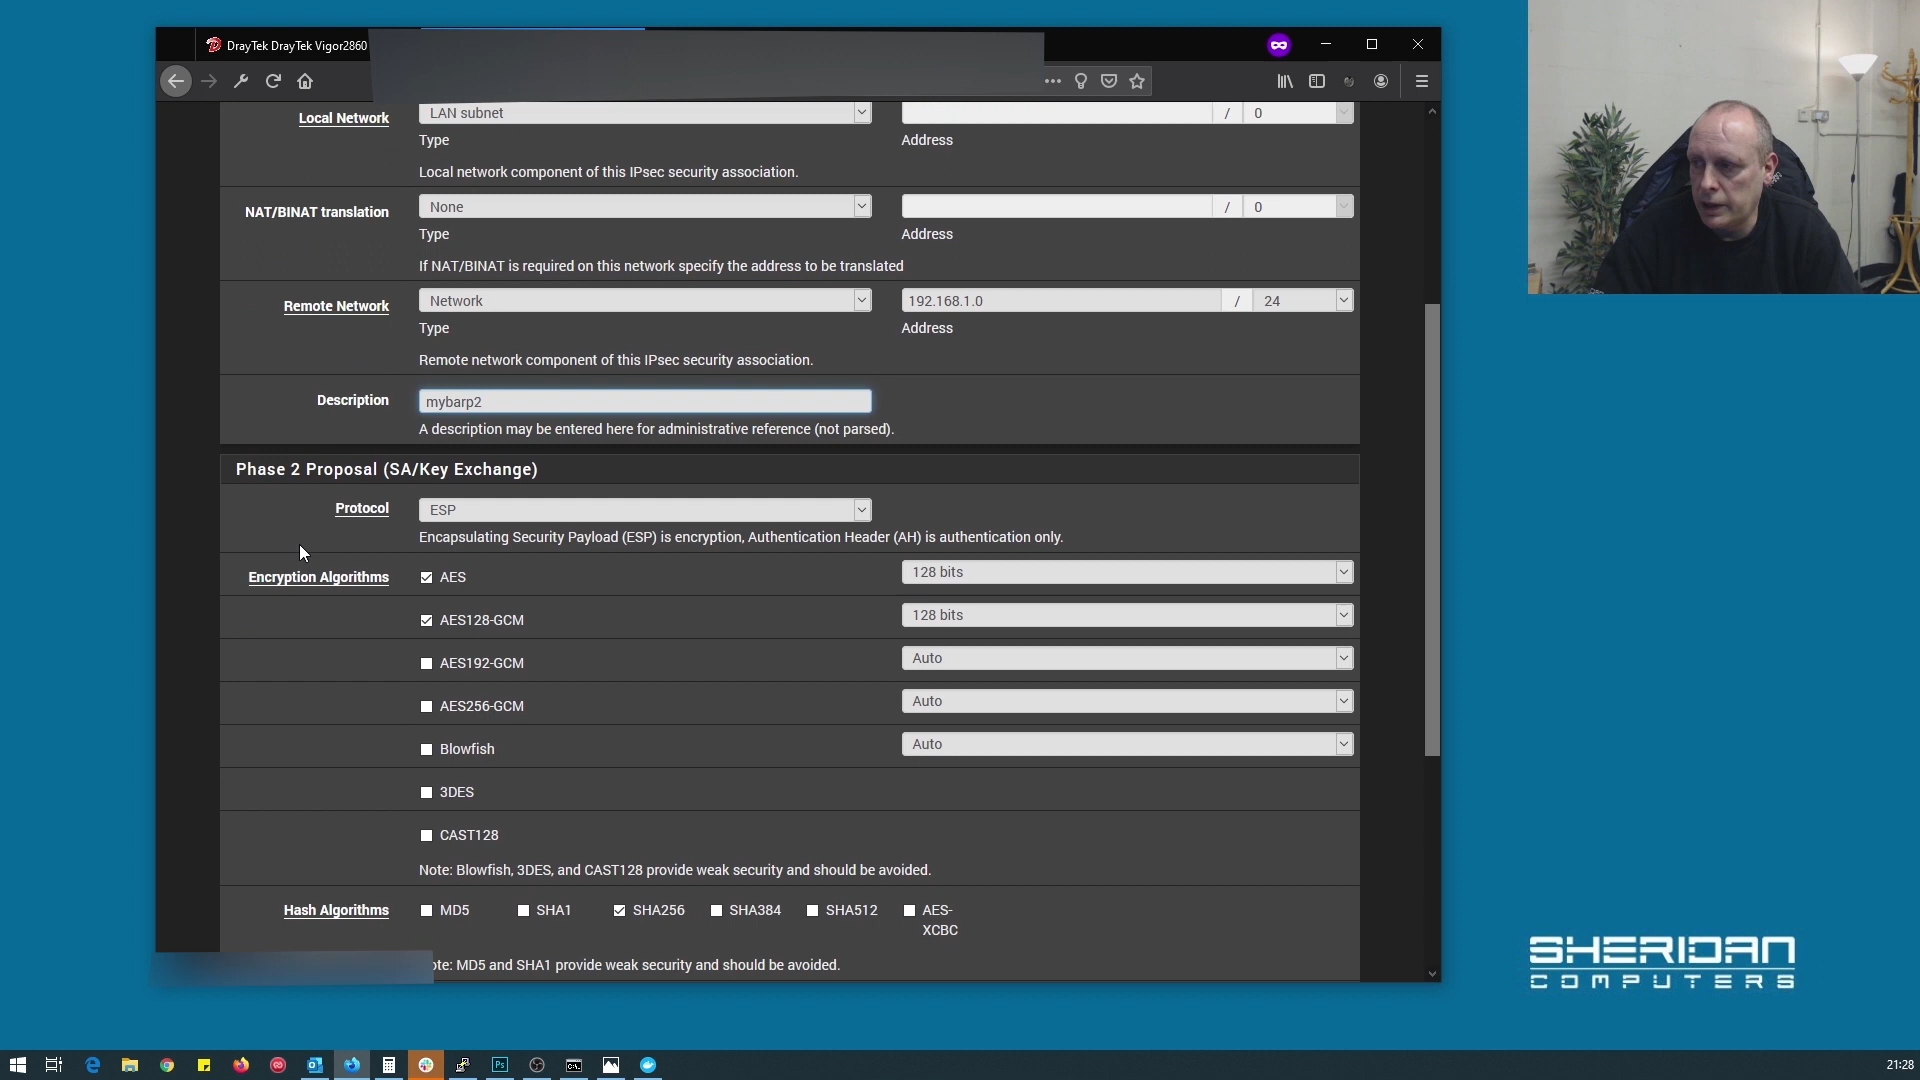 DrayTek DrayTek Vigor2860
Local Network
LAN subnet
/ 0
Type
Address
Local network component of this IPsec security association.
NAT/BINAT translation
None
/ 0
Type
Address
If NAT/BINAT is required on this network specify the address to be translated
Remote Network
Network
192.168.1.0 / 24
Type
Address
Remote network component of this IPsec security association.
Description
mybarp2
A description may be entered here for administrative reference (not parsed).
Phase 2 Proposal (SA/Key Exchange)
Protocol
ESP
Encapsulating Security Payload (ESP) is encryption, Authentication Header (AH) is authentication only.
Encryption Algorithms
AES
128 bits
AES128-GCM
128 bits
AES192-GCM
Auto
AES256-GCM
Auto
Blowfish
Auto
3DES
CAST128
Note: Blowfish, 3DES, and CAST128 provide weak security and should be avoided.
Hash Algorithms
MD5
SHA1
SHA256
SHA384
SHA512
AES-
XCBC
ote: MD5 and SHA1 provide weak security and should be avoided.
SHERIDAN
COMPUTERS
Ps
C:\.
21:28